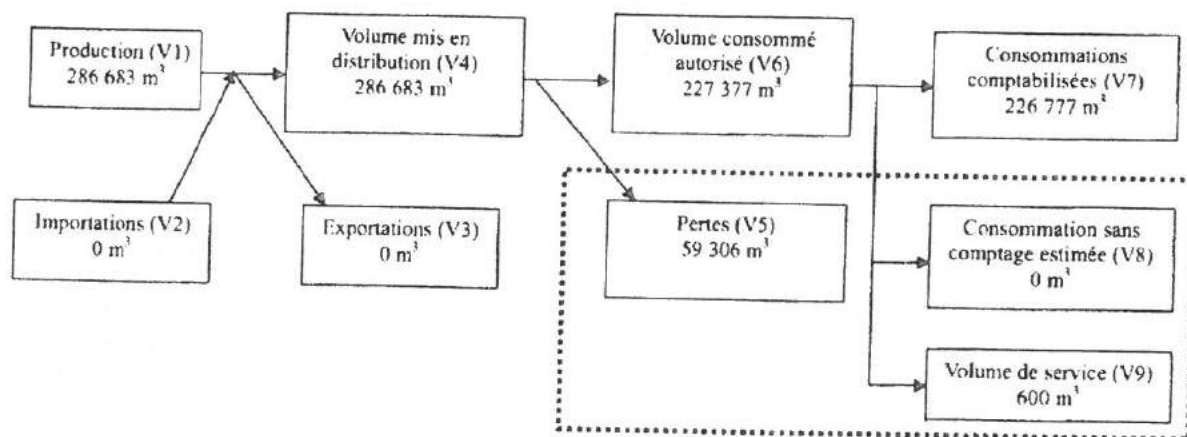 Production (V1)
286 683 m³
Volume mis en
distribution (V4)
286 683 m³
Volume consommé
autorisé (V6)
227 377 m³
Consommations
comptabilisées (V7)
226 777 m³
Importations (V2)
0 m³
Exportations (V3)
0 m³
Pertes (V5)
59 306 m³
Consommation sans
comptage estimée (V8)
0 m³
Volume de service (V9)
600 m³